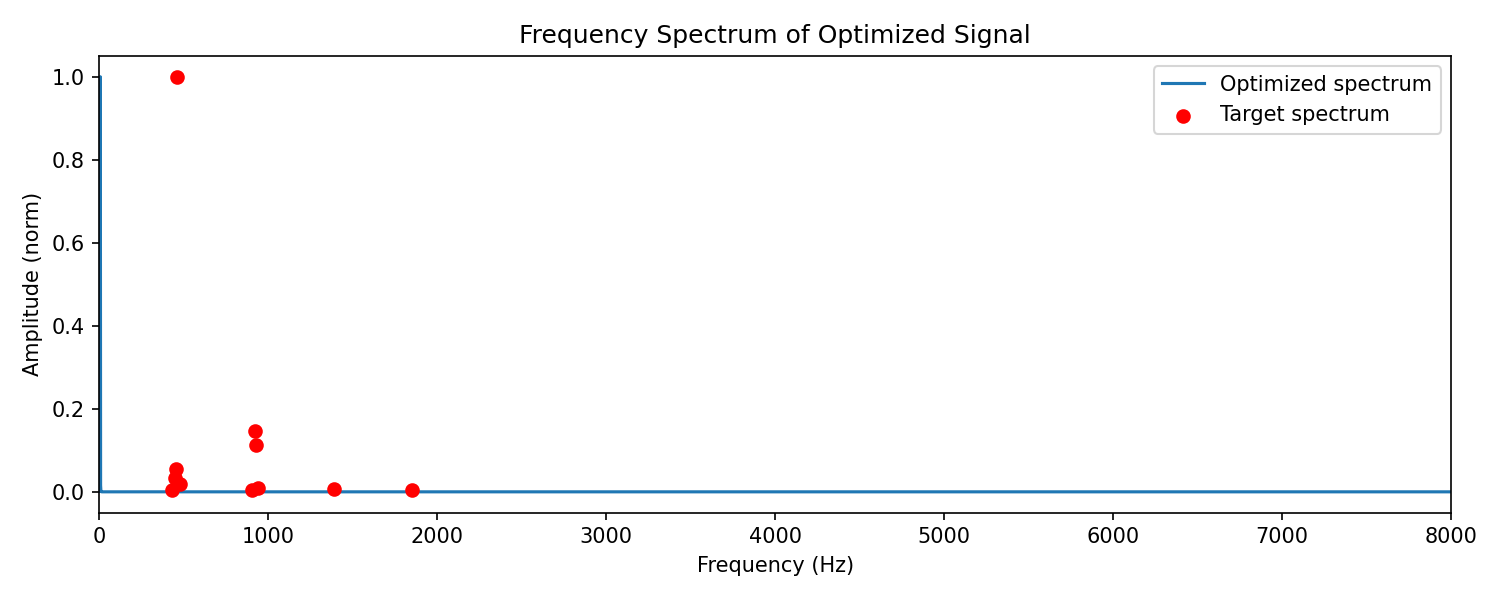 Frequency Spectrum of Optimized Signal
1.0
0.8
0.6
0.4
0.2
0.0
Amplitude (norm)
Optimized spectrum
Target spectrum
0 1000 2000 3000 4000 5000 6000 7000 8000
Frequency (Hz)